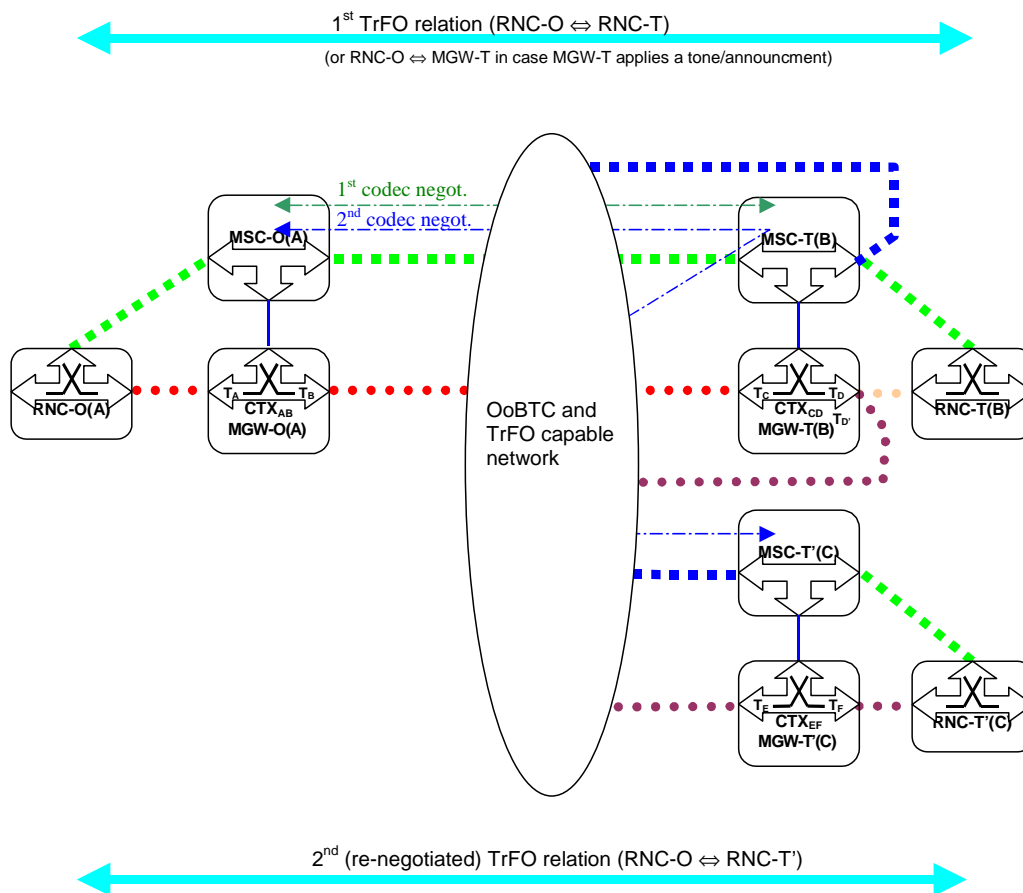 1st TrFO relation (RNC-O ⇔ RNC-T)
(or RNC-O ⇔ MGW-T in case MGW-T applies a tone/announcment)
1st codec negot.
2nd codec negot.
MSC-O(A)
MSC-T(B)
RNC-O(A)
TA TB
CTXAB
MGW-O(A)
OoBTC and
TrFO capable
network
TC TD
CTXCD
TD'
MGW-T(B)
RNC-T(B)
MSC-T'(C)
TE TF
CTXEF
MGW-T'(C)
RNC-T'(C)
2nd (re-negotiated) TrFO relation (RNC-O ⇔ RNC-T')